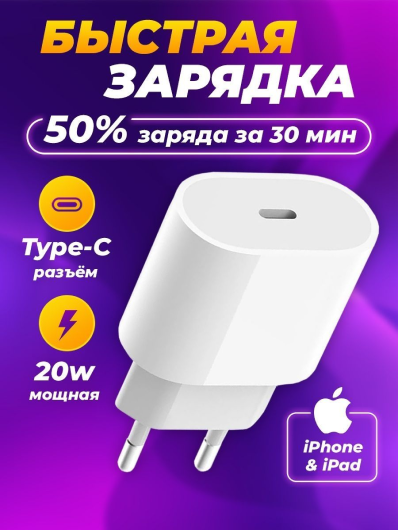 БЫСТРАЯ
ЗАРЯДКА
50% заряда за 30 мин
Type-C
разъём
20w
мощная
iPhone
& iPad